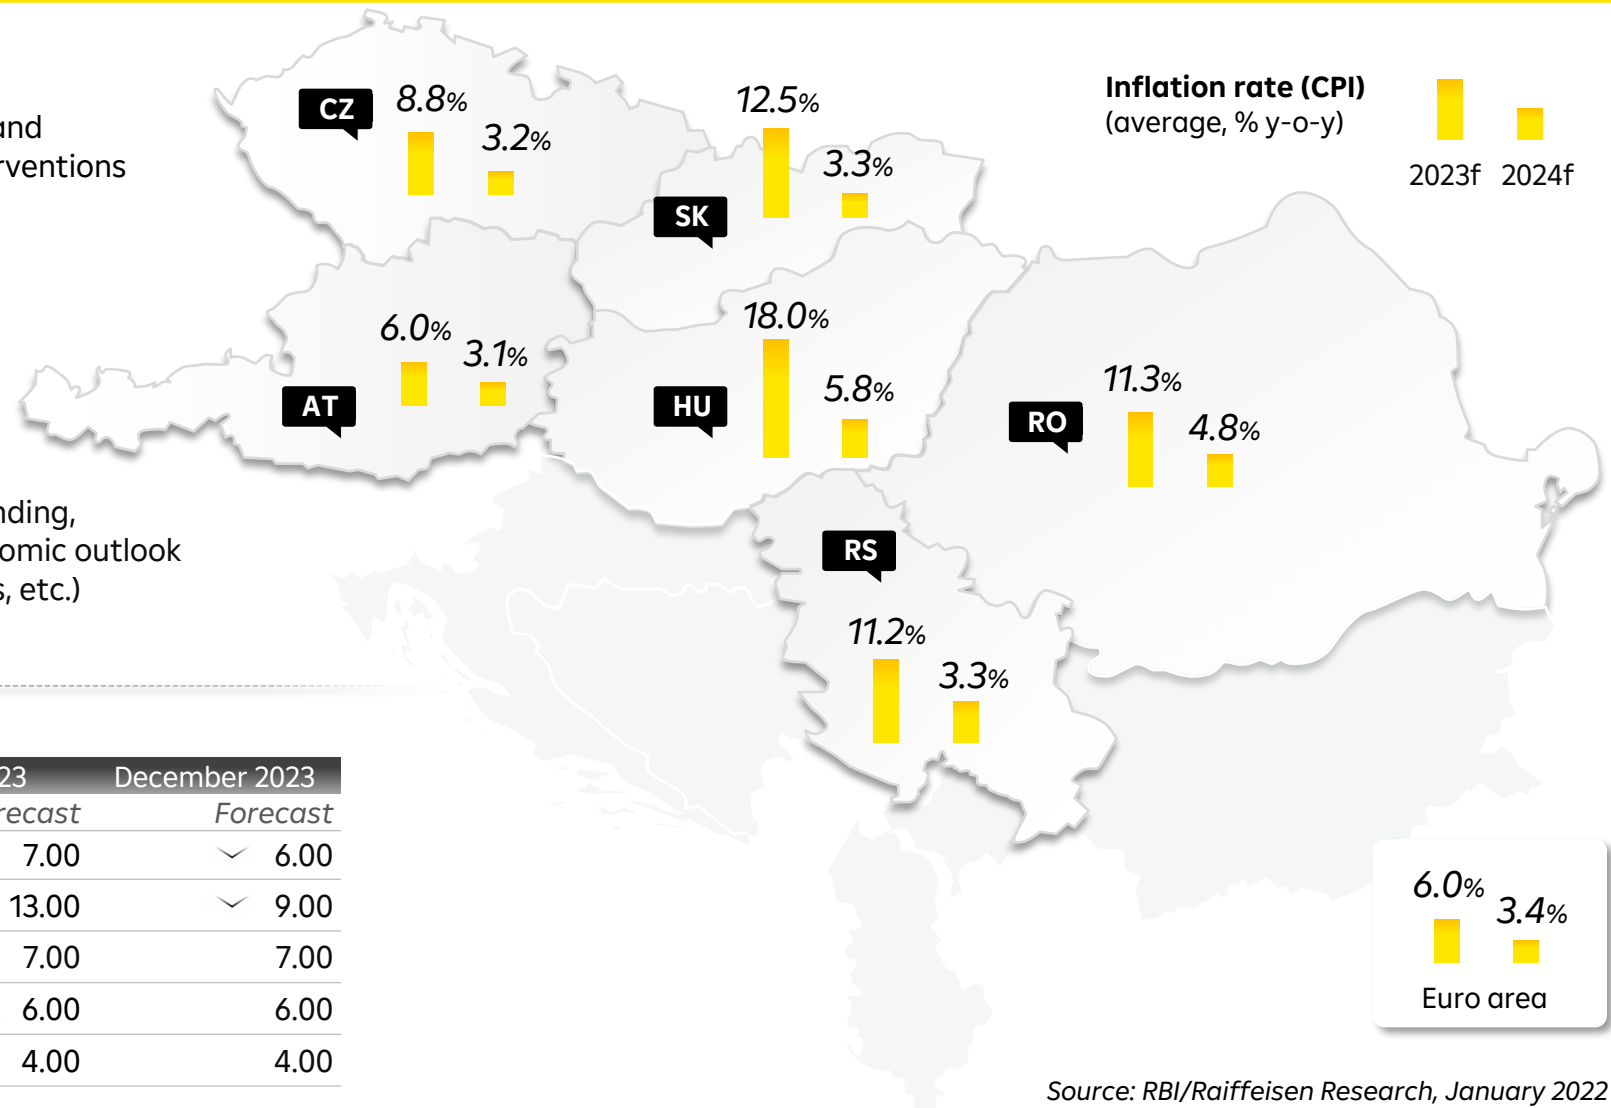 and
rventions
nding,
omic outlook
s, etc.)
Inflation rate (CPI)
(average, % y-o-y)
2023f 2024f
CZ
8.8%
3.2%
12.5%
3.3%
SK
6.0%
3.1%
AT
18.0%
5.8%
HU
11.3%
4.8%
RO
RS
11.2%
3.3%
23 December 2023
recast Forecast
7.00 6.00
13.00 9.00
7.00 7.00
6.00 6.00
4.00 4.00
6.0%
3.4%
Euro area
Source: RBI/Raiffeisen Research, January 2022